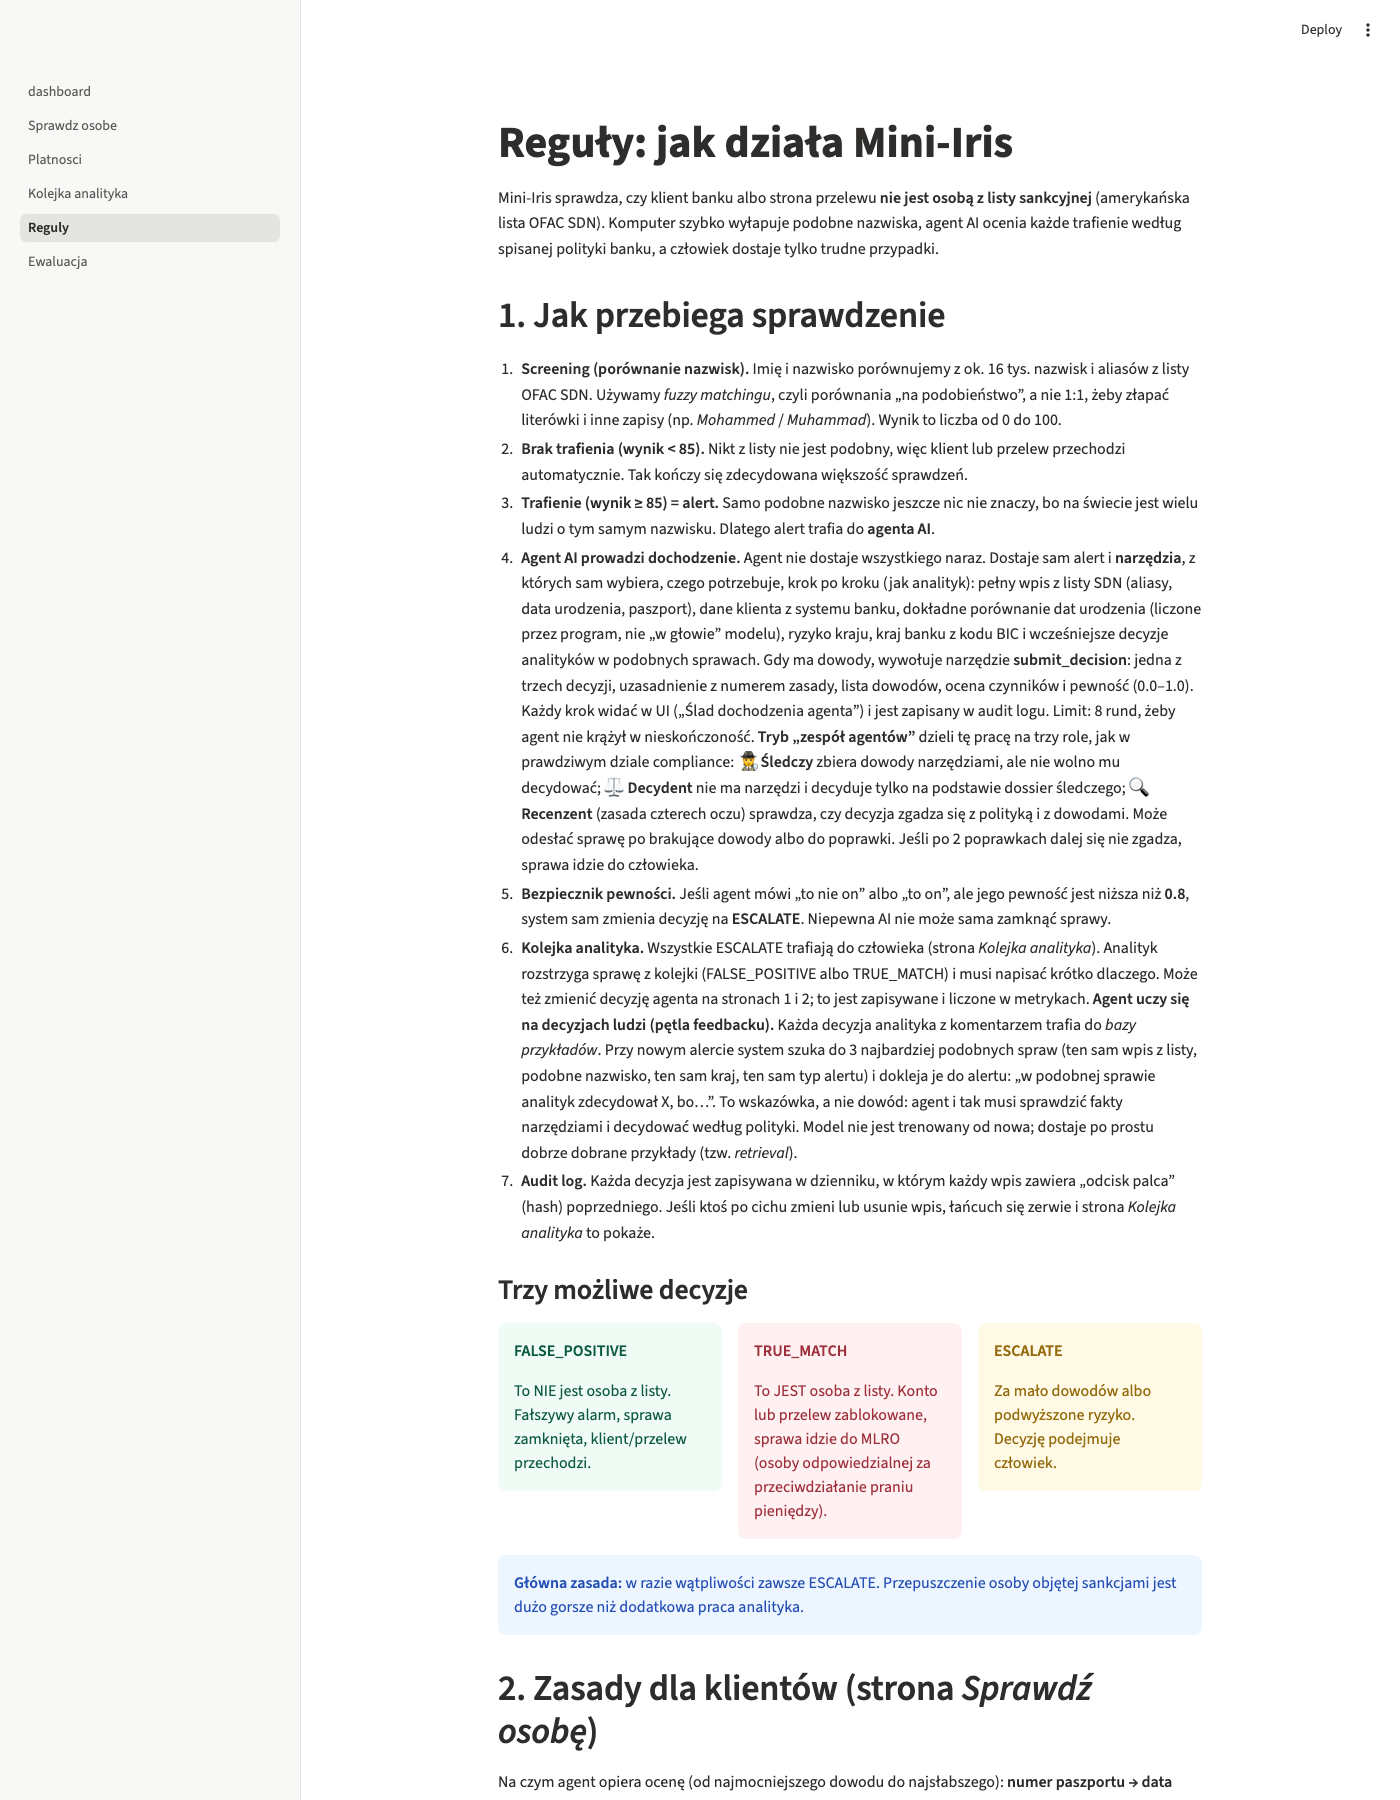 Deploy
dashboard
Sprawdz osobe
Platnosci
Kolejka analityka
Reguly
Ewaluacja
Reguły: jak działa Mini-Iris
Mini-Iris sprawdza, czy klient banku albo strona przelewu nie jest osobą z listy sankcyjnej (amerykańska
lista OFAC SDN). Komputer szybko wyłapuje podobne nazwiska, agent AI ocenia każde trafienie według
spisanej polityki banku, a człowiek dostaje tylko trudne przypadki.
1. Jak przebiega sprawdzenie
1. Screening (porównanie nazwisk). Imię i nazwisko porównujemy z ok. 16 tys. nazwisk i aliasów z listy
OFAC SDN. Używamy fuzzy matchingu, czyli porównania „na podobieństwo”, a nie 1:1, żeby złapać
literówki i inne zapisy (np. Mohammed / Muhammad). Wynik to liczba od 0 do 100.
2. Brak trafienia (wynik < 85). Nikt z listy nie jest podobny, więc klient lub przelew przechodzi
automatycznie. Tak kończy się zdecydowana większość sprawdzeń.
3. Trafienie (wynik ≥ 85) = alert. Samo podobne nazwisko jeszcze nic nie znaczy, bo na świecie jest wielu
ludzi o tym samym nazwisku. Dlatego alert trafia do agenta AI.
4. Agent AI prowadzi dochodzenie. Agent nie dostaje wszystkiego naraz. Dostaje sam alert i narzędzia, z
których sam wybiera, czego potrzebuje, krok po kroku (jak analityk): pełny wpis z listy SDN (aliasy,
data urodzenia, paszport), dane klienta z systemu banku, dokładne porównanie dat urodzenia (liczone
przez program, nie „w głowie” modelu), ryzyko kraju, kraj banku z kodu BIC i wcześniejsze decyzje
analityków w podobnych sprawach. Gdy ma dowody, wywołuje narzędzie submit_decision: jedna z
trzech decyzji, uzasadnienie z numerem zasady, lista dowodów, ocena czynników i pewność (0.0–1.0).
Każdy krok widać w UI („Ślad dochodzenia agenta”) i jest zapisany w audit logu. Limit: 8 rund, żeby
agent nie krążył w nieskończoność. Tryb „zespół agentów” dzieli tę pracę na trzy role, jak w
prawdziwym dziale compliance: 🕵️ Śledczy zbiera dowody narzędziami, ale nie wolno mu
decydować; ⚖️ Decydent nie ma narzędzi i decyduje tylko na podstawie dossier śledczego; 🔍
Recenzent (zasada czterech oczu) sprawdza, czy decyzja zgadza się z polityką i z dowodami. Może
odesłać sprawę po brakujące dowody albo do poprawki. Jeśli po 2 poprawkach dalej się nie zgadza,
sprawa idzie do człowieka.
5. Bezpiecznik pewności. Jeśli agent mówi „to nie on” albo „to on”, ale jego pewność jest niższa niż 0.8,
system sam zmienia decyzję na ESCALATE. Niepewna AI nie może sama zamknąć sprawy.
6. Kolejka analityka. Wszystkie ESCALATE trafiają do człowieka (strona Kolejka analityka). Analityk
rozstrzyga sprawę z kolejki (FALSE_POSITIVE albo TRUE_MATCH) i musi napisać krótko dlaczego. Może
też zmienić decyzję agenta na stronach 1 i 2; to jest zapisywane i liczone w metrykach. Agent uczy się
na decyzjach ludzi (pętla feedbacku). Każda decyzja analityka z komentarzem trafia do bazy
przykładów. Przy nowym alercie system szuka do 3 najbardziej podobnych spraw (ten sam wpis z listy,
podobne nazwisko, ten sam kraj, ten sam typ alertu) i dokleja je do alertu: „w podobnej sprawie
analityk zdecydował X, bo…”. To wskazówka, a nie dowód: agent i tak musi sprawdzić fakty
narzędziami i decydować według polityki. Model nie jest trenowany od nowa; dostaje po prostu
dobrze dobrane przykłady (tzw. retrieval).
7. Audit log. Każda decyzja jest zapisywana w dzienniku, w którym każdy wpis zawiera „odcisk palca”
(hash) poprzedniego. Jeśli ktoś po cichu zmieni lub usunie wpis, łańcuch się zerwie i strona Kolejka
analityka to pokaże.
Trzy możliwe decyzje
FALSE_POSITIVE
To NIE jest osoba z listy.
Fałszywy alarm, sprawa
zamknięta, klient/przelew
przechodzi.
TRUE_MATCH
To JEST osoba z listy. Konto
lub przelew zablokowane,
sprawa idzie do MLRO
(osoby odpowiedzialnej za
przeciwdziałanie praniu
pieniędzy).
ESCALATE
Za mało dowodów albo
podwyższone ryzyko.
Decyzję podejmuje
człowiek.
Główna zasada: w razie wątpliwości zawsze ESCALATE. Przepuszczenie osoby objętej sankcjami jest
dużo gorsze niż dodatkowa praca analityka.
2. Zasady dla klientów (strona Sprawdź
osobę)
Na czym agent opiera ocenę (od najmocniejszego dowodu do najsłabszego): numer paszportu → data